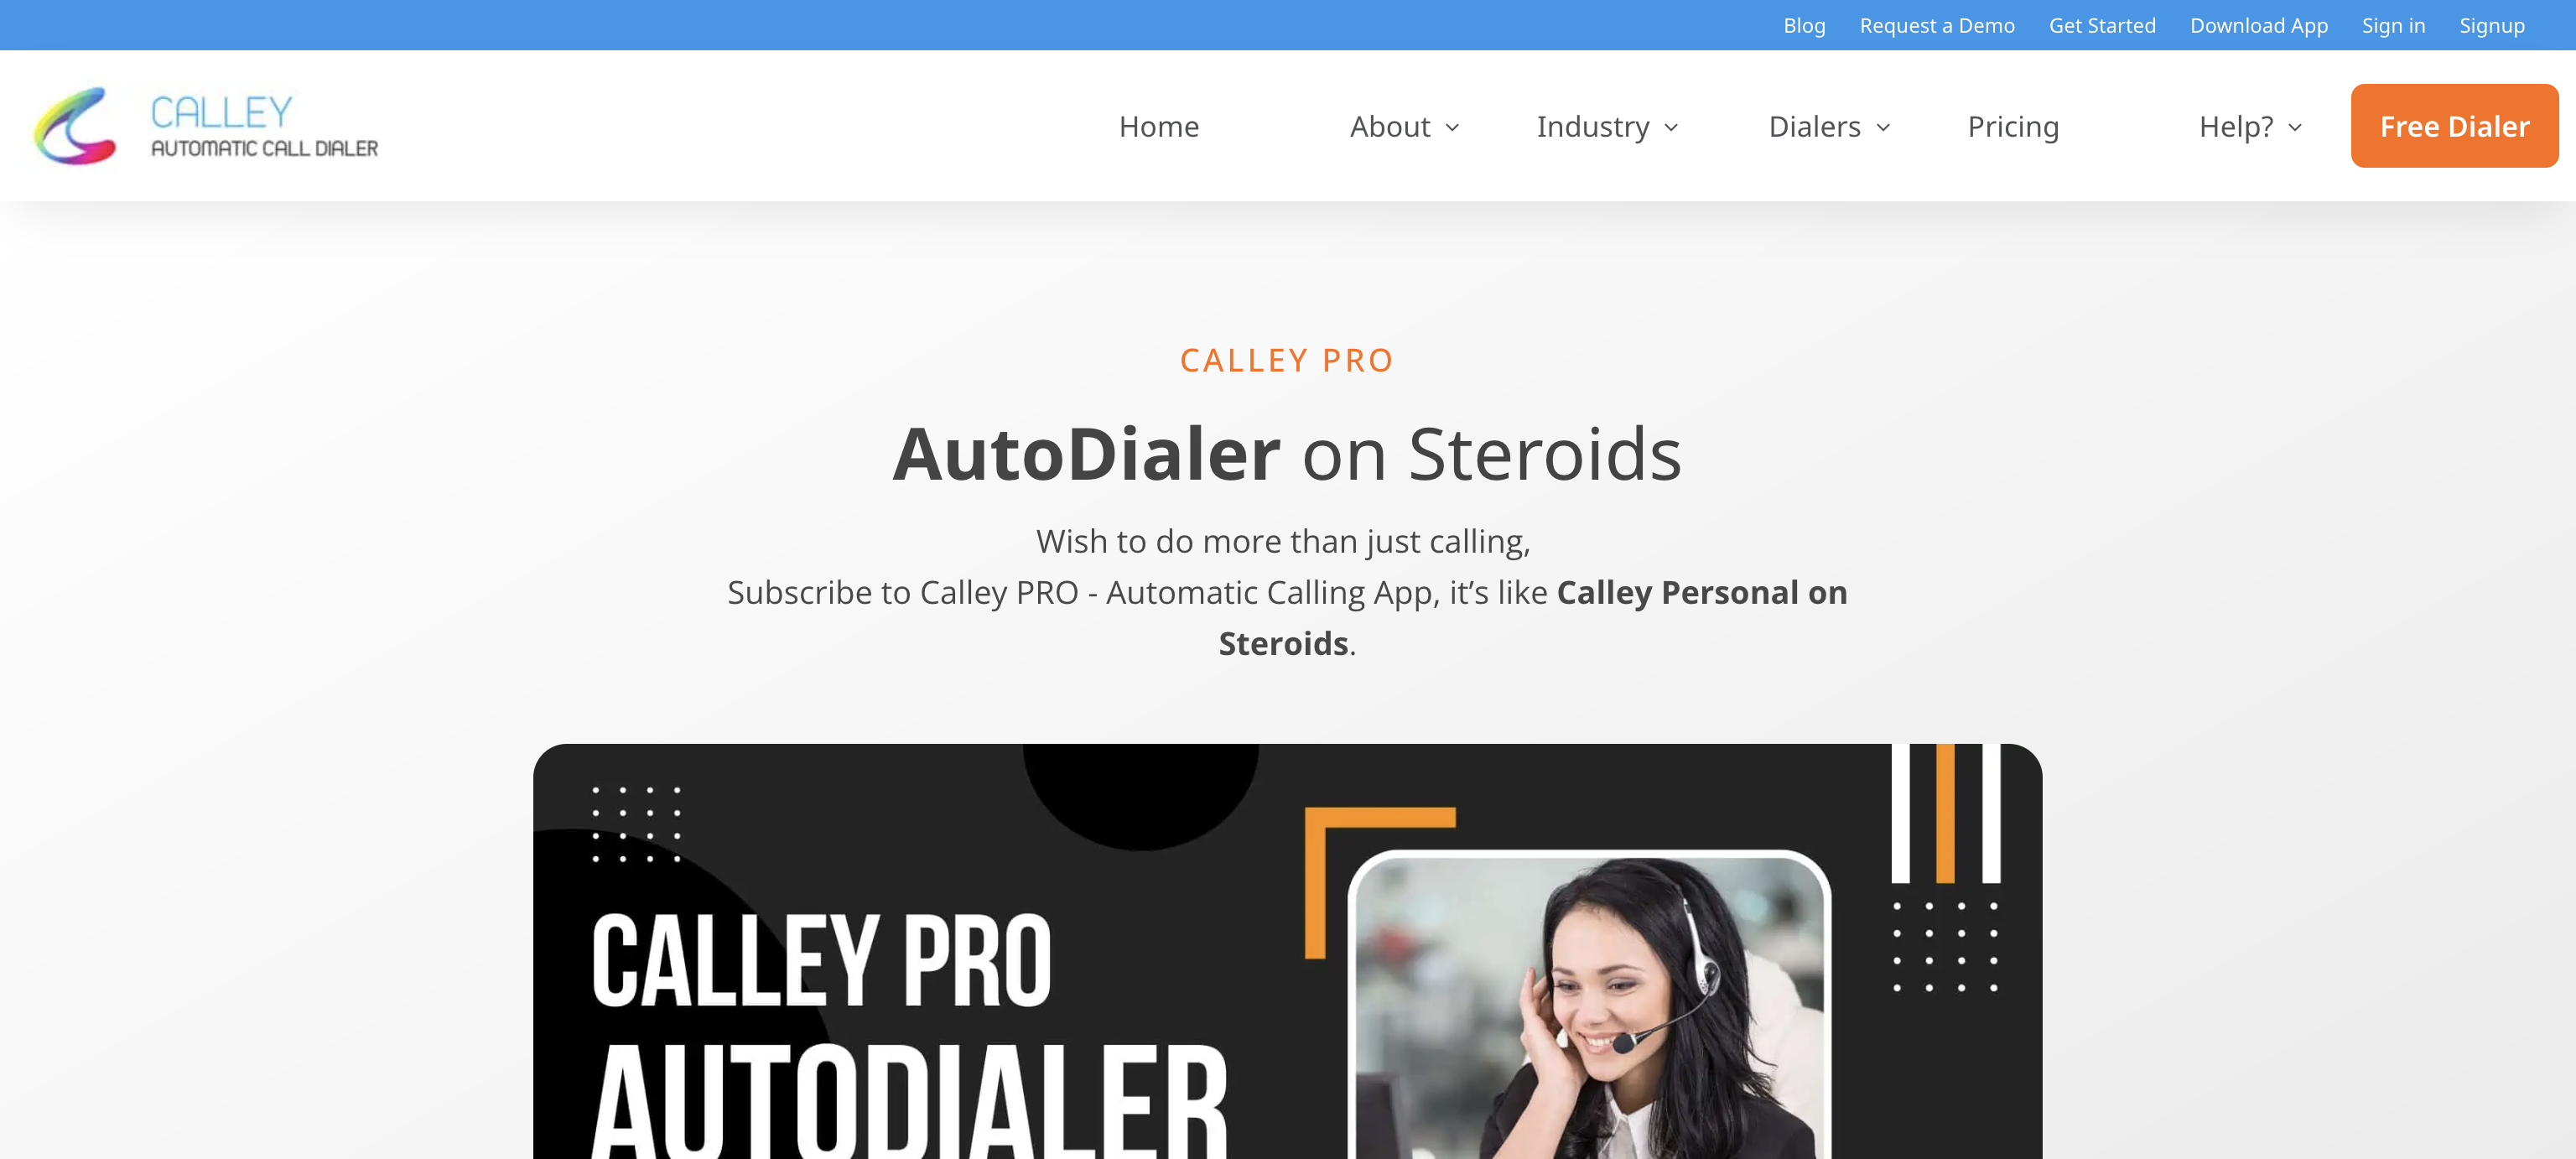 Blog Request a Demo Get Started Download App Sign in Signup
CALLEY
AUTOMATIC CALL DIALER
Home About Industry Dialers Pricing Help? Free Dialer
CALLEY PRO
AutoDialer on Steroids
Wish to do more than just calling,
Subscribe to Calley PRO - Automatic Calling App, it’s like Calley Personal on
Steroids.
CALLEY PRO
AUTODIALER